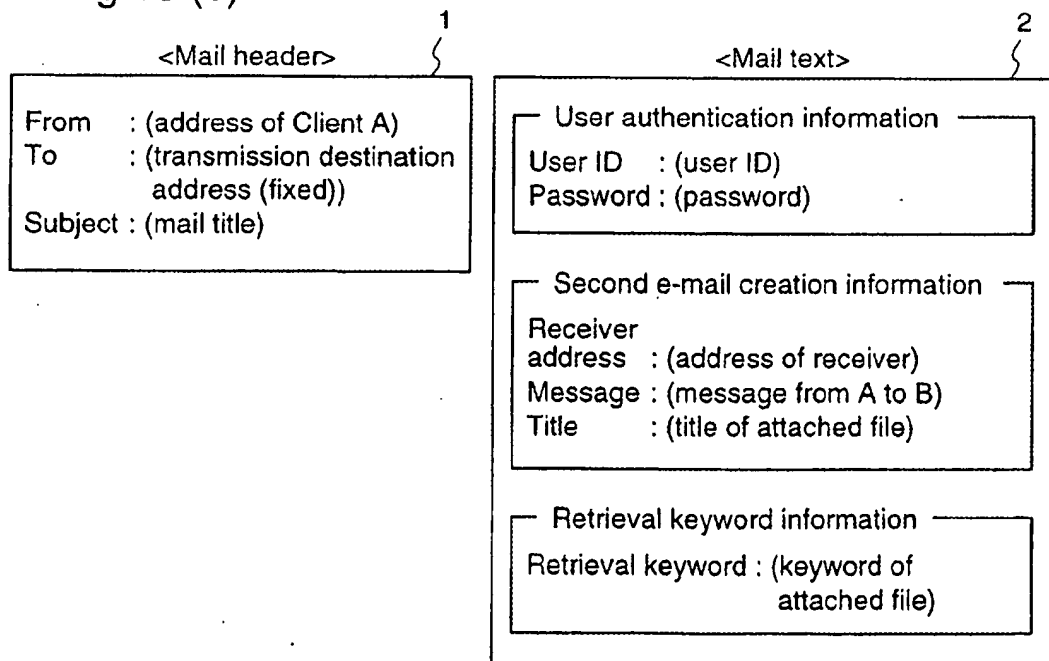 1
<Mail header>
From : (address of Client A)
To : (transmission destination
address (fixed))
Subject : (mail title)
2
<Mail text>
User authentication information
User ID : (user ID)
Password : (password)
Second e-mail creation information
Receiver
address : (address of receiver)
Message : (message from A to B)
Title : (title of attached file)
Retrieval keyword information
Retrieval keyword : (keyword of
attached file)